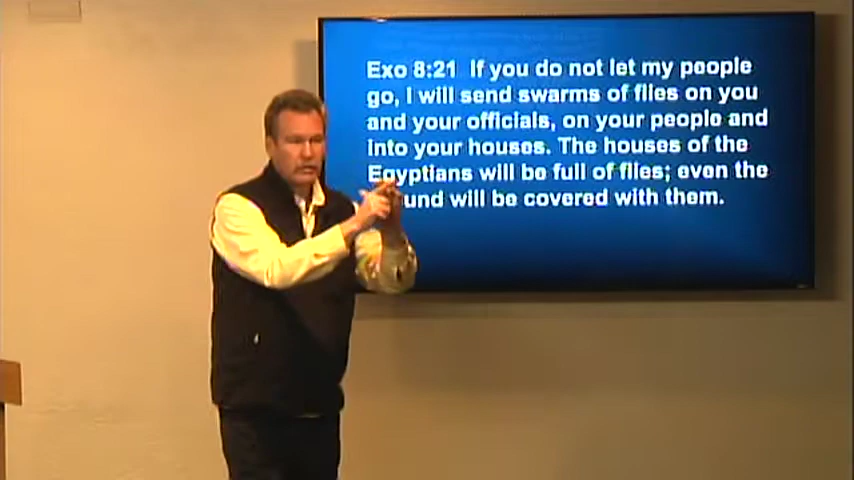 Exo 8:21 If you do not let my people
go, I will send swarms of flies on you
and your officials, on your people and
into your houses. The houses of the
Egyptians will be full of flies; even the
will be covered with them.